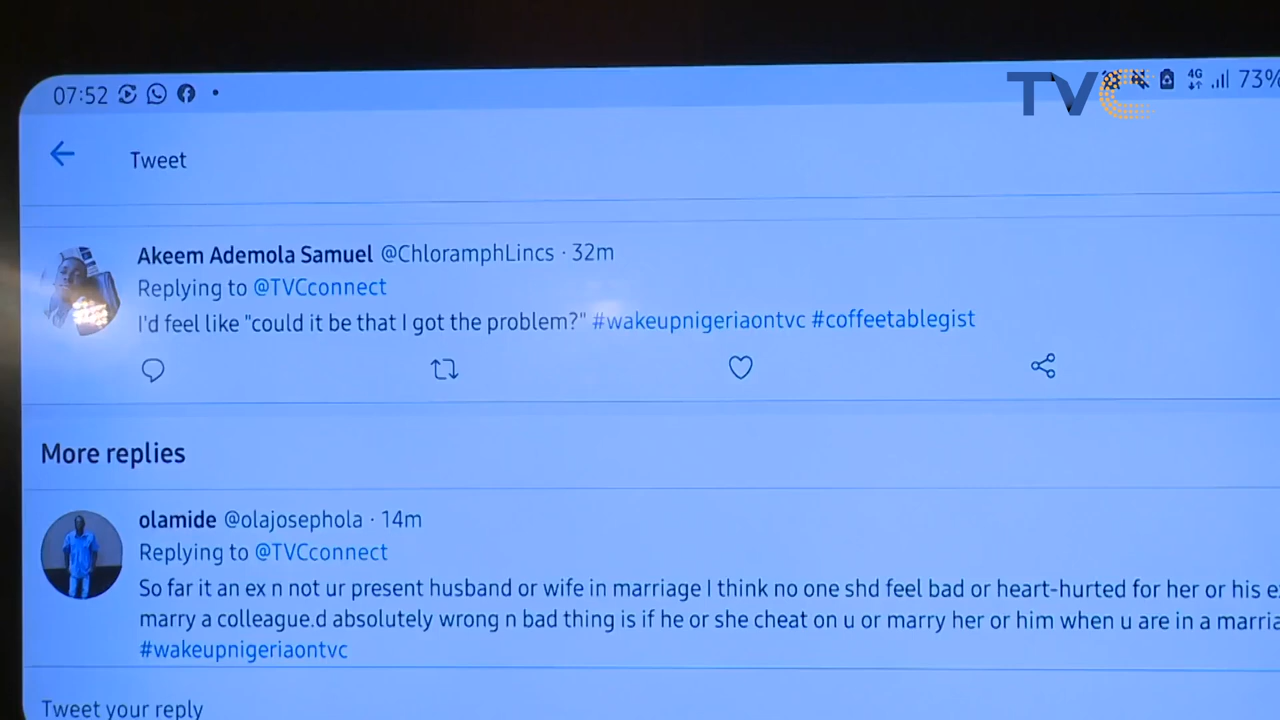 07:52
TVC
4G
73%
Tweet
Akeem Ademola Samuel @ChloramphLincs · 32m
Replying to @TVCconnect
I'd feel like "could it be that I got the problem?" #wakeupnigeriaontvc #coffeetablegist
More replies
olamide @olajosephola · 14m
Replying to @TVCconnect
So far it an ex n not ur present husband or wife in marriage I think no one shd feel bad or heart-hurted for her or his
marry a colleague.d absolutely wrong n bad thing is if he or she cheat on u or marry her or him when u are in a
#wakeupnigeriaontvc
Tweet your reply